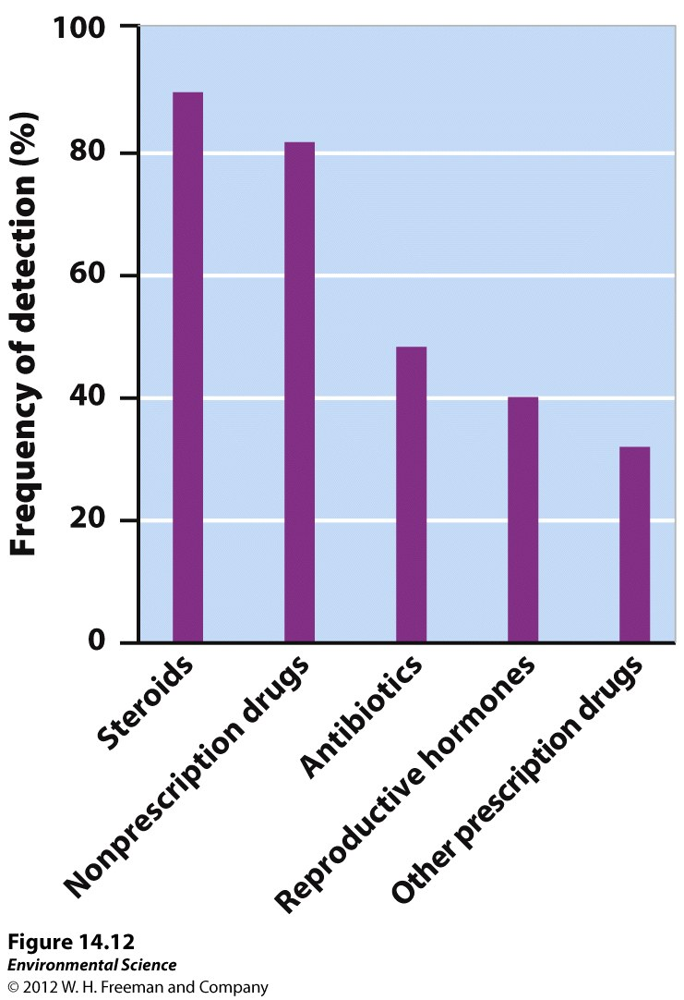 Frequency of detection (%)
100
80
60
40
20
0
Steroids
Nonprescription drugs
Antibiotics
Reproductive hormones
Other prescription drugs
Figure 14.12
Environmental Science
© 2012 W. H. Freeman and Company